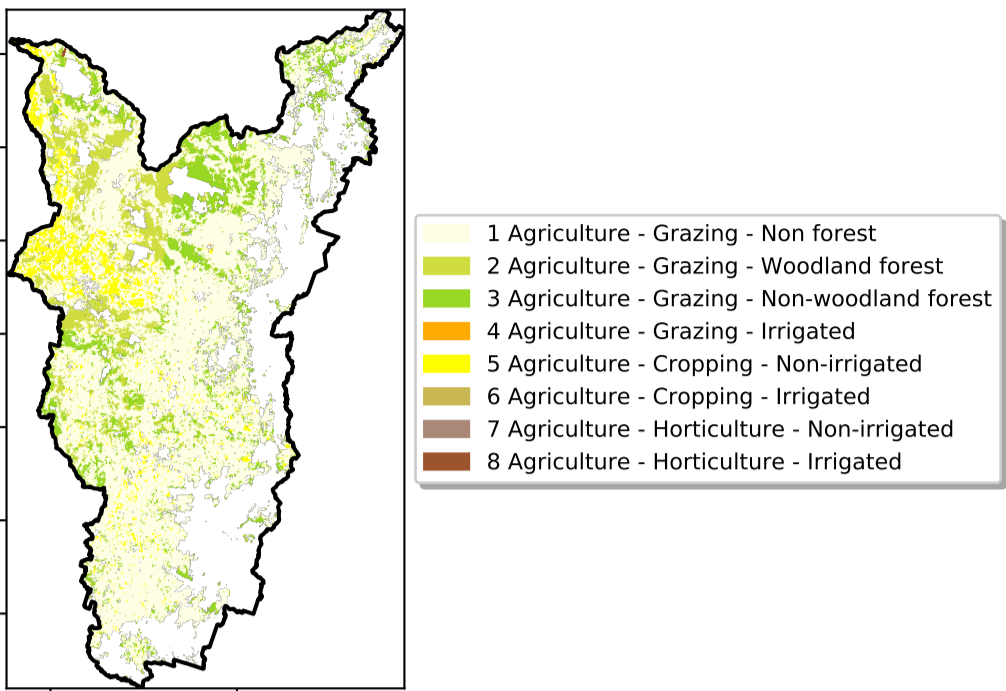 1 Agriculture - Grazing - Non forest
2 Agriculture - Grazing - Woodland forest
3 Agriculture - Grazing - Non-woodland forest
4 Agriculture - Grazing - Irrigated
5 Agriculture - Cropping - Non-irrigated
6 Agriculture - Cropping - Irrigated
7 Agriculture - Horticulture - Non-irrigated
8 Agriculture - Horticulture - Irrigated